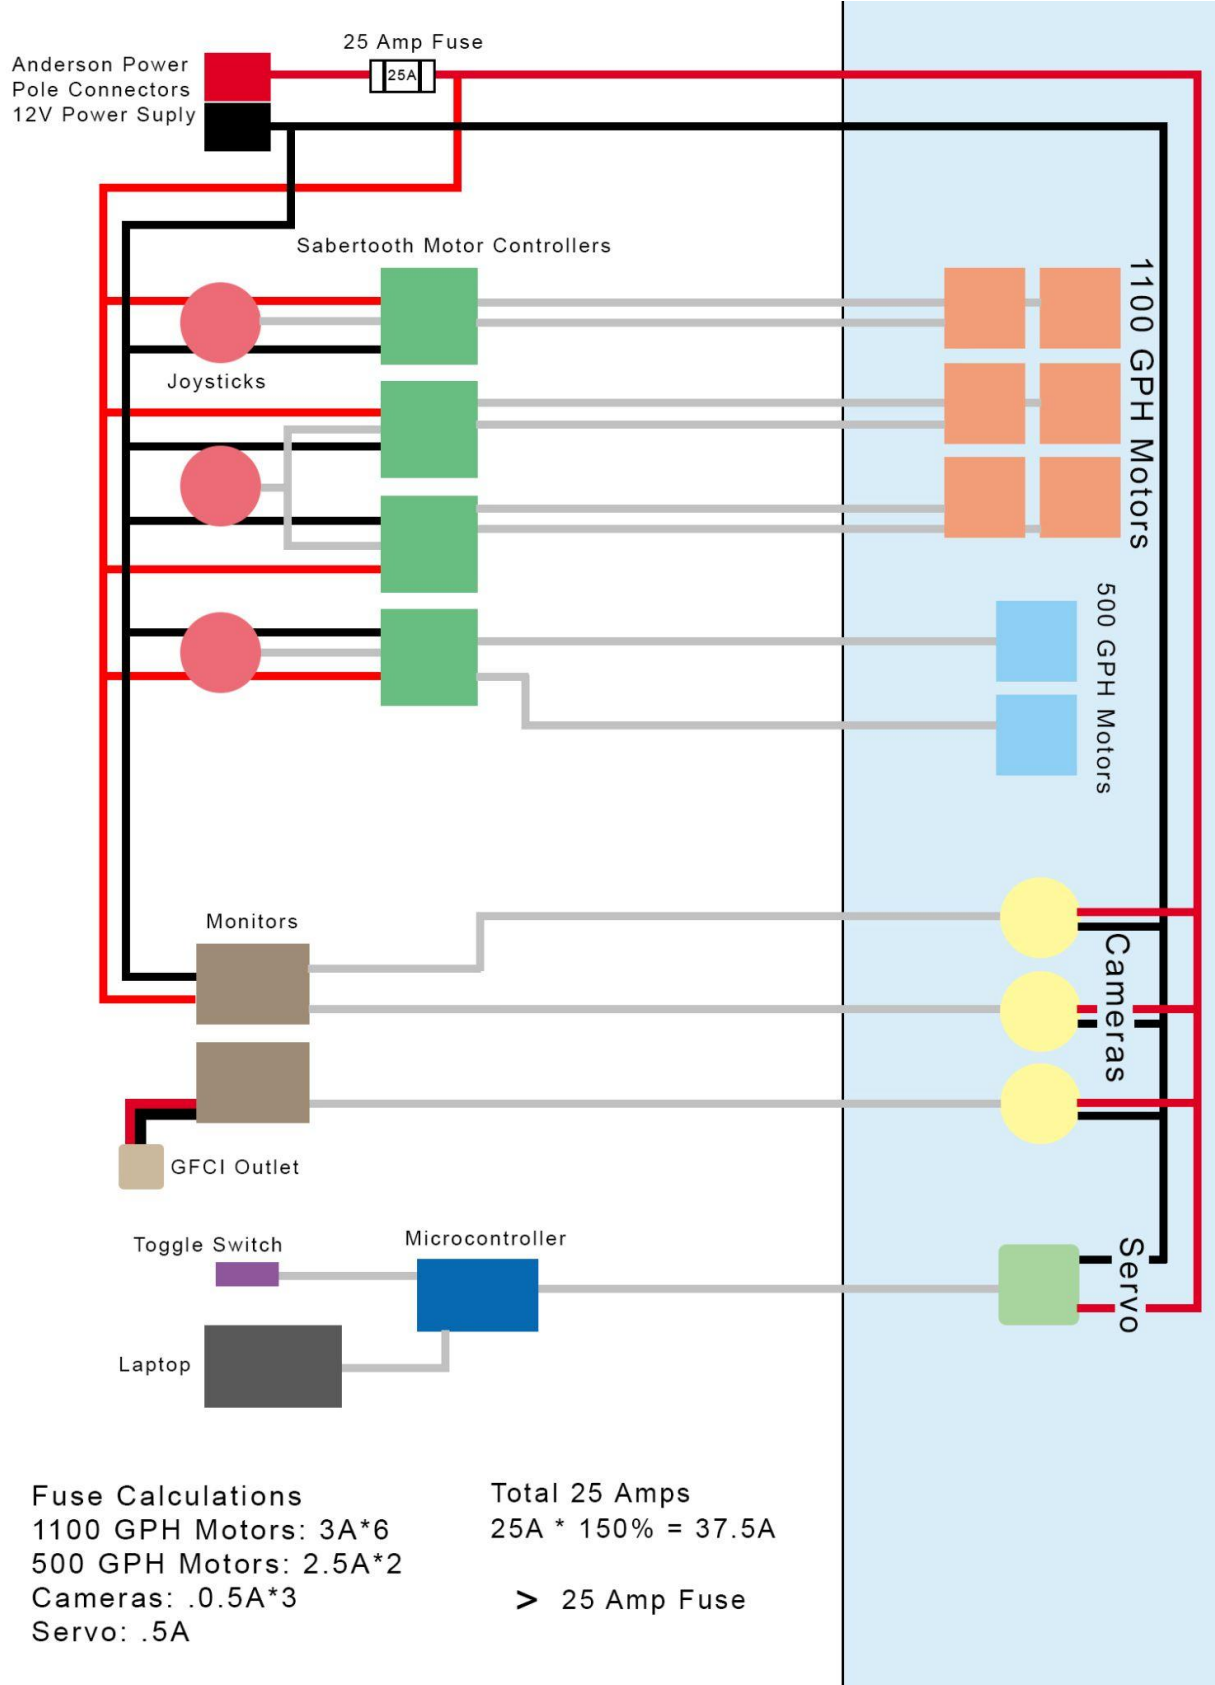 25 Amp Fuse
Anderson Power
Pole Connectors
12V Power Suply
25A
Sabertooth Motor Controllers
1100 GPH Motors
Joysticks
500 GPH Motors
Monitors
Cameras
GFCI Outlet
Toggle Switch
Microcontroller
Servo
Laptop
Fuse Calculations
1100 GPH Motors: 3A*6
500 GPH Motors: 2.5A*2
Cameras: .0.5A*3
Servo: .5A
Total 25 Amps
25A * 150% = 37.5A
> 25 Amp Fuse